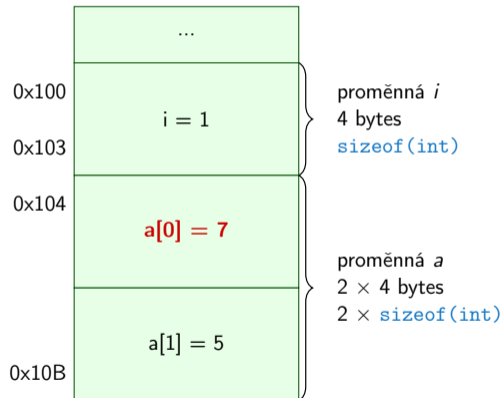 ...
0x100
i = 1
0x103
proměnná i
4 bytes
sizeof(int)
0x104
a[0] = 7
proměnná a
2 × 4 bytes
2 × sizeof(int)
a[1] = 5
0x10B